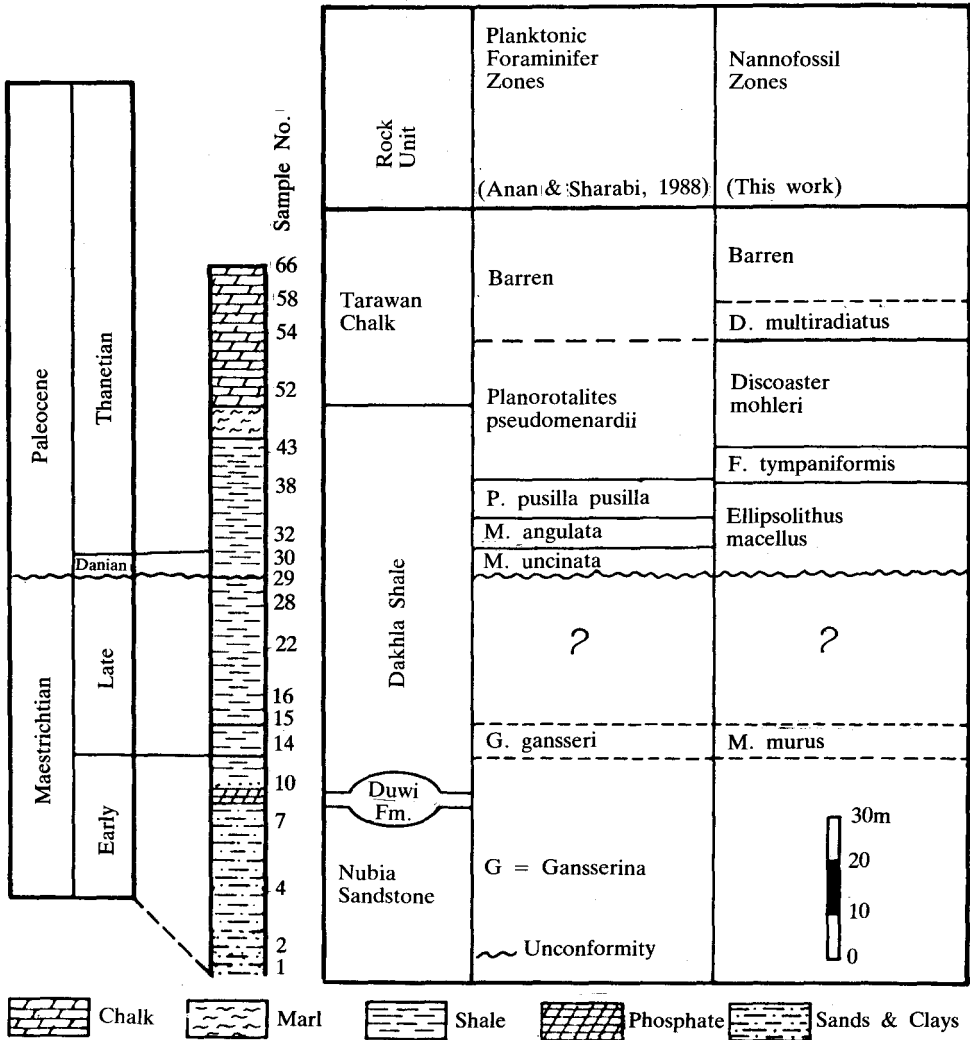 Paleocene
Maestrichtian
Thanetian
Danian
Late
Early
Sample No.
66
58
54
52
43
38
32
30
29
28
22
16
15
14
10
7
4
2
1
Rock
Unit
Tarawan
Chalk
Dakhla Shale
Duwi
Fm.
Nubia
Sandstone
Planktonic
Foraminifer
Zones
(Anan & Sharabi, 1988)
Barren
Planorotalites
pseudomenardii
P. pusilla pusilla
M. angulata
M. uncinata
?
G. gansseri
G = Gansserina
Unconformity
Nannofossil
Zones
(This work)
Barren
D. multiradiatus
Discoaster
mohleri
F. tympaniformis
Ellipsolithus
macellus
?
M. murus
30m
20
10
0
Chalk
Marl
Shale
Phosphate
Sands & Clays